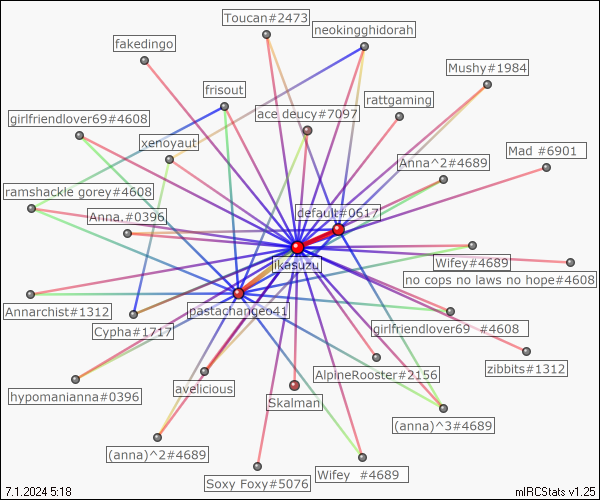 Toucan#2473
neokingghidorah
fakedingo
Mushy#1984
frisout
rattgaming
ace deucy#7097
girlfriendlover69#4608
xenoyaut
Mad #6901
Anna^2#4689
ramshackle gorey#4608
default#0617
Anna.#0396
ikasuzu
Wifey#4689
no cops no laws no hope#4608
Annarchist#1312
pastachangeo41
Cypha#1717
girlfriendlover69 #4608
zibbits#1312
AlpineRooster#2156
avelicious
hypomanianna#0396
Skalman
(anna)^3#4689
(anna)^2#4689
Wifey #4689
Soxy Foxy#5076
7.1.2024 5:18
mIRCStats v1.25